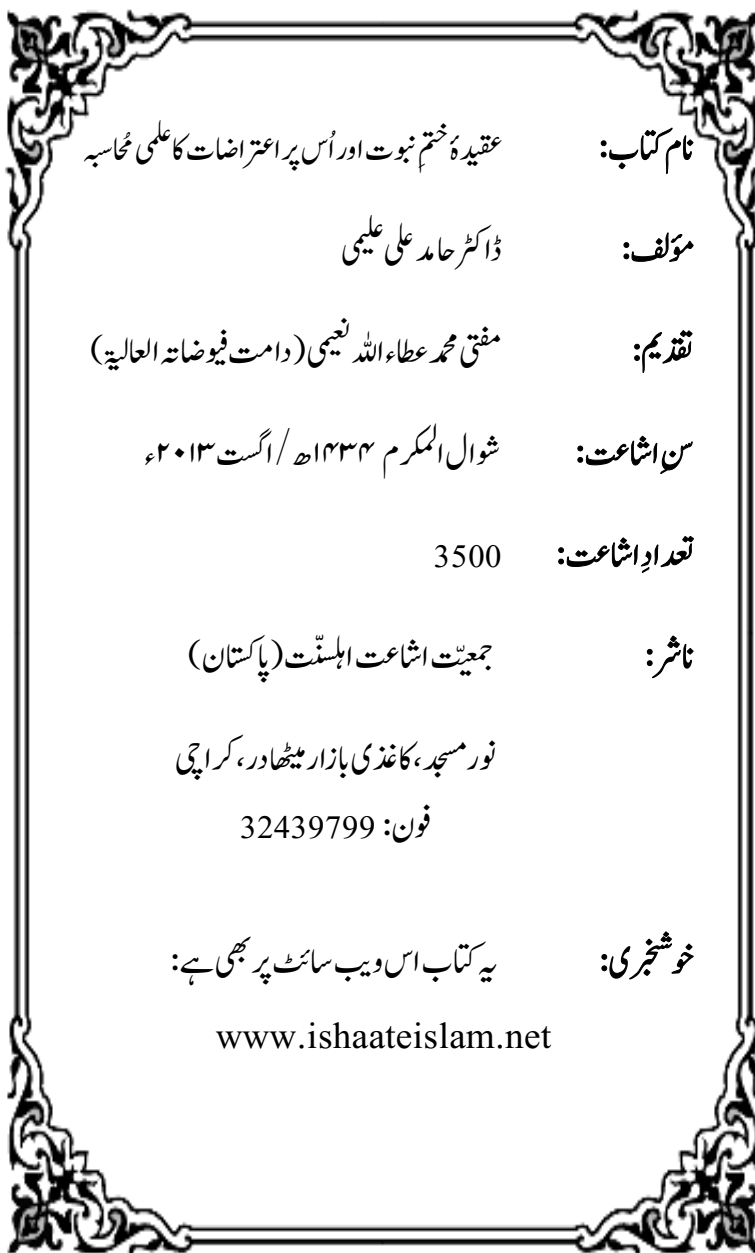 نام کتاب: عقیدۂ ختمِ نبوت اور اُس پر اعتراضات کا علمی مُحاسبہ
مؤلف: ڈاکٹر حامد علی علیمی
تقدیم: مفتی محمد عطاء اللہ نعیمی (دامت فیوضاتہ العالیۃ)
سنِ اشاعت: شوال المکرم ۱۴۳۴ھ / اگست ۲۰۱۳ء
تعدادِ اشاعت: 3500
ناشر: جمعیّت اشاعت اہلسنّت (پاکستان)
نور مسجد، کاغذی بازار میٹھادر، کراچی
فون: 32439799
خوشخبری: یہ کتاب اس ویب سائٹ پر بھی ہے:
www.ishaateislam.net